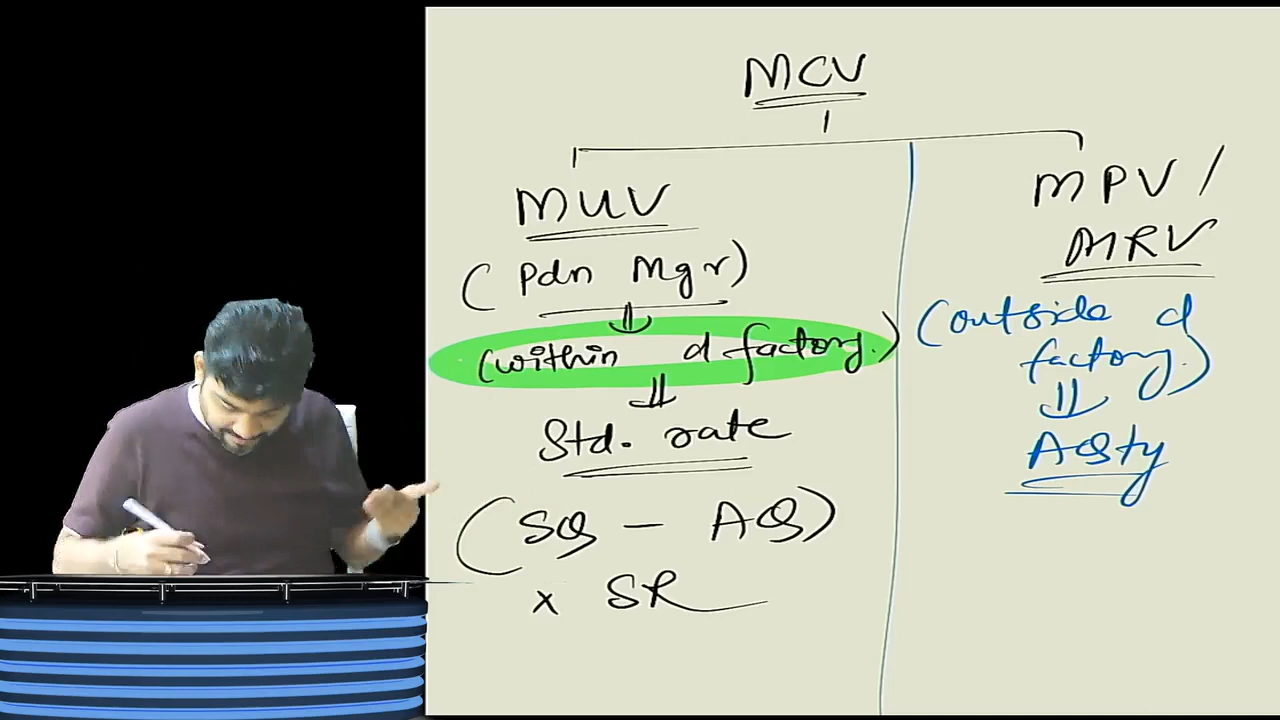 MCV
MUV
(Pdn Mgr)
(within d factory.)
Std. rate
(SQ - AQ)
x SR
MPV /
MRV
(outside d
factory.)
AQty